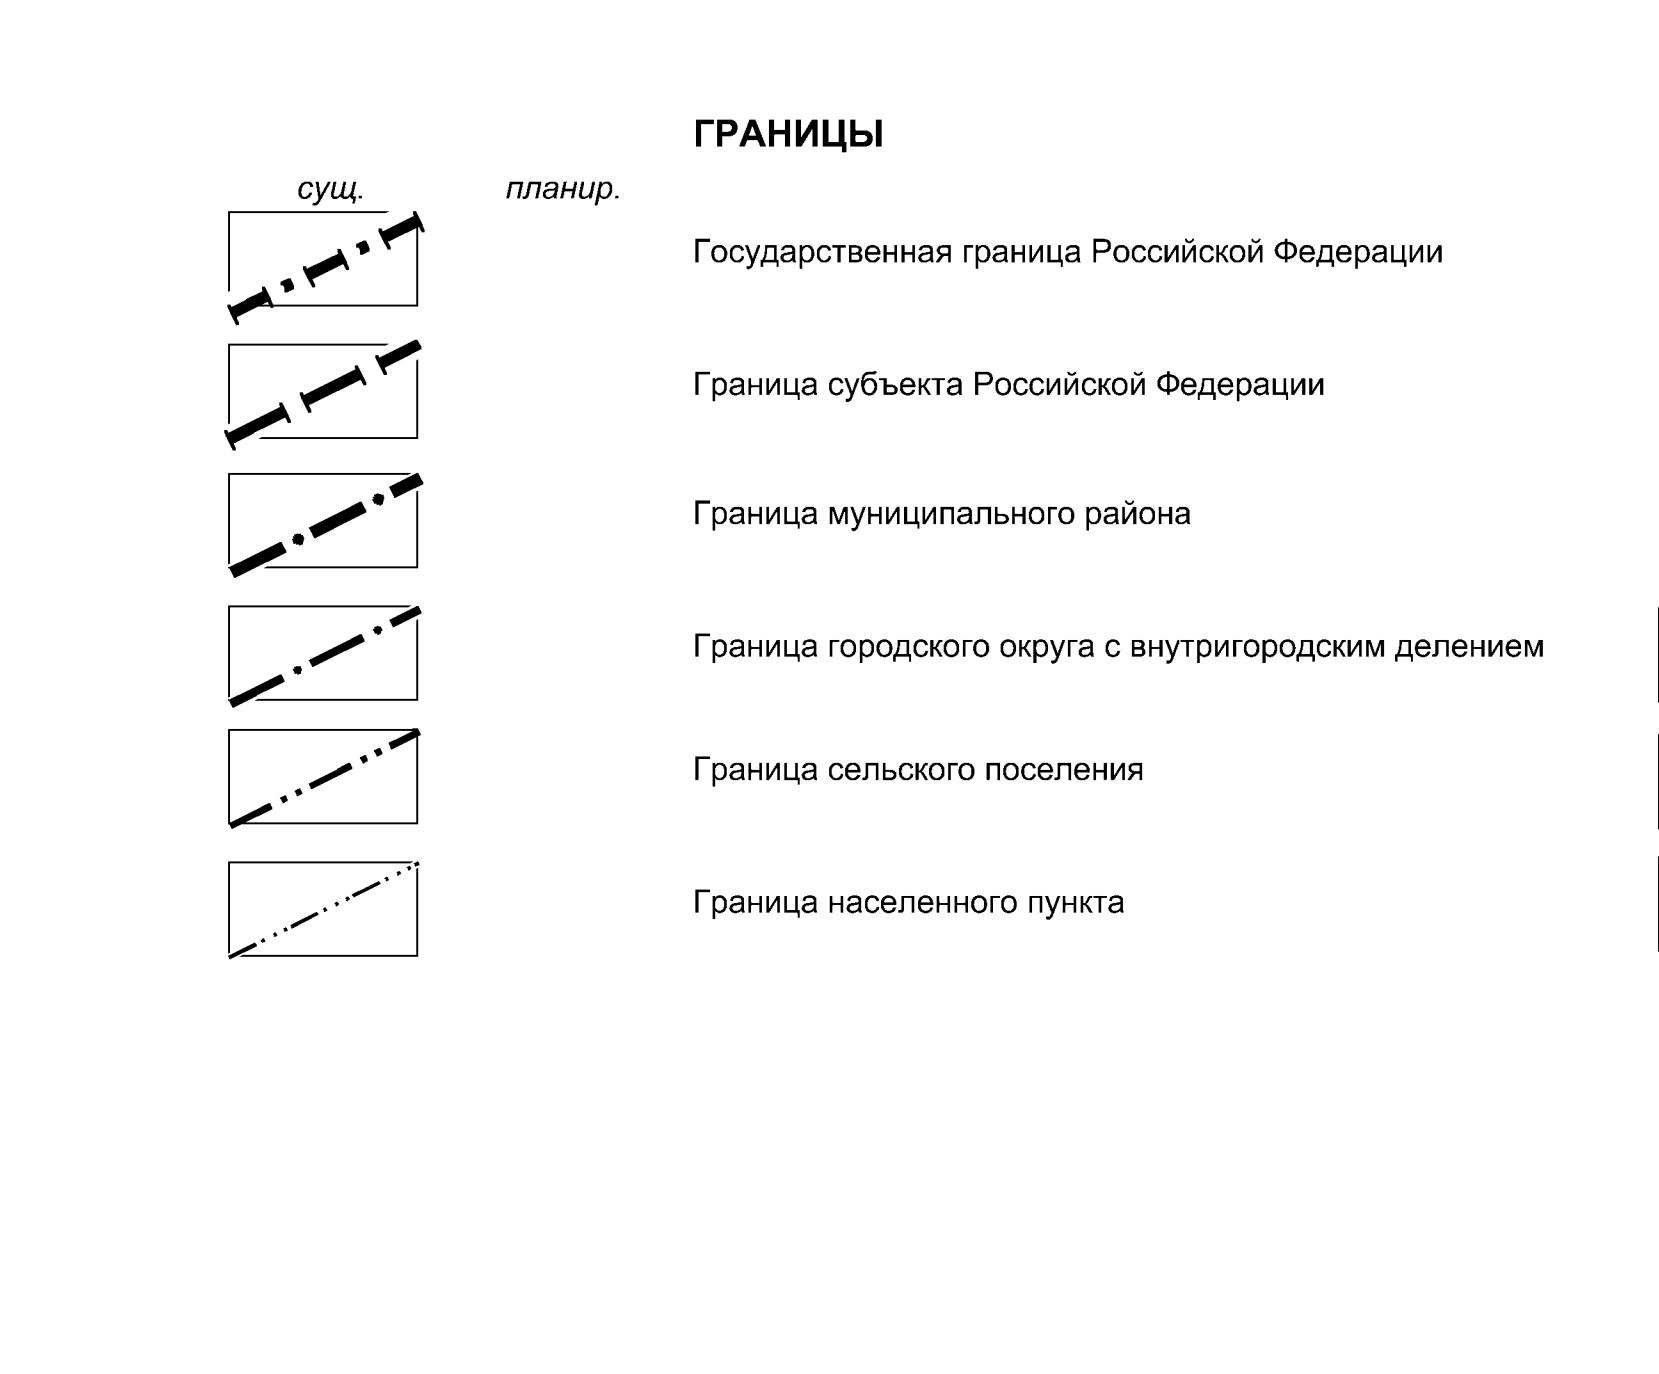 ГРАНИЦЫ
сущ. планир.
Государственная граница Российской Федерации
Граница субъекта Российской Федерации
Граница муниципального района
Граница городского округа с внутригородским делением
Граница сельского поселения
Граница населенного пункта